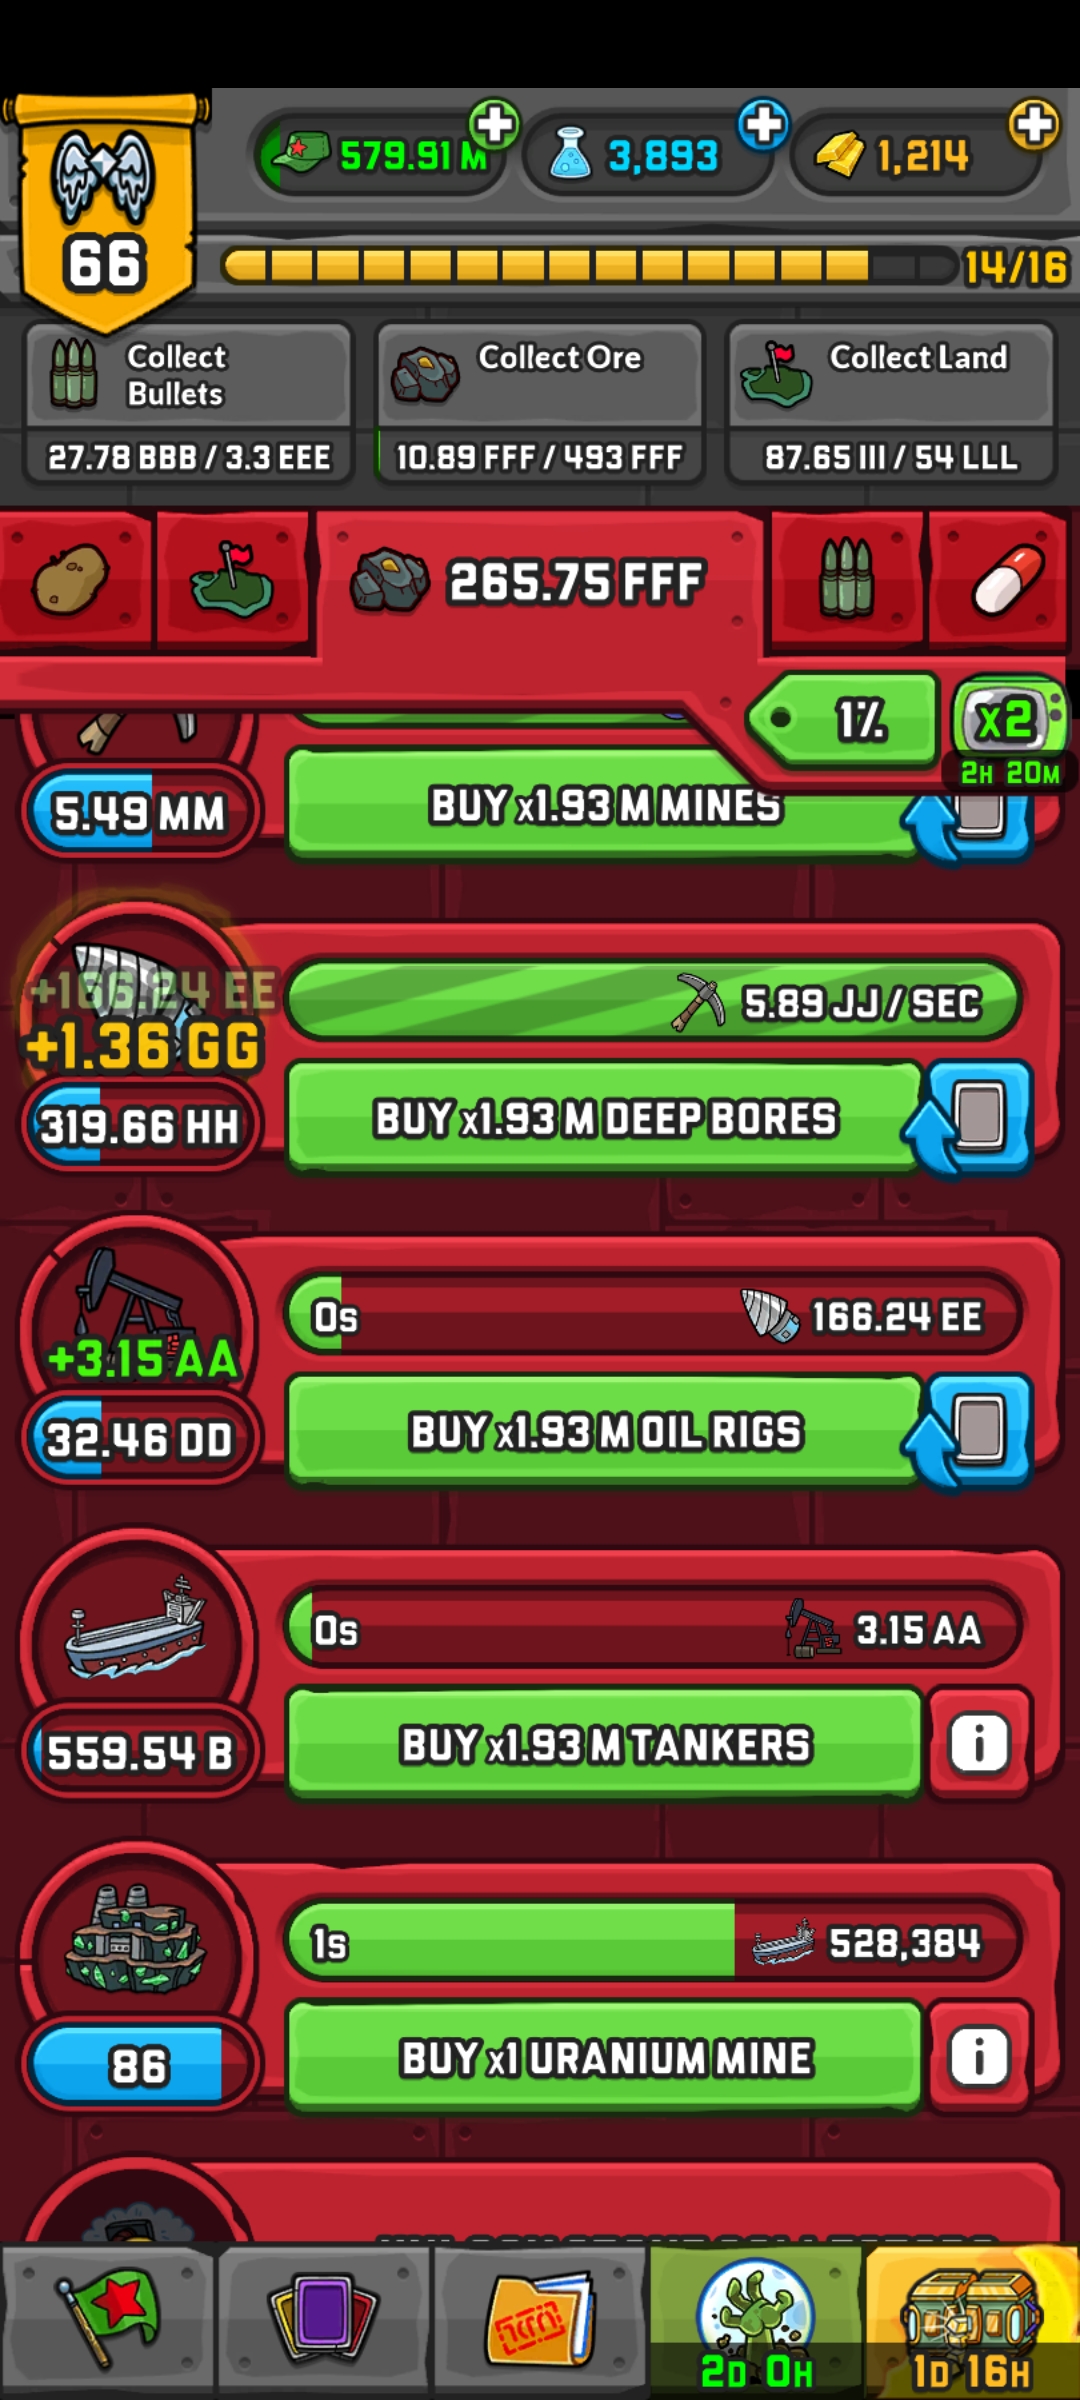 579.91 M
3,893
1,214
66
14/16
Collect
Bullets
Collect Ore
Collect Land
27.78 BBB / 3.3 EEE
10.89 FFF / 493 FFF
87.65 III / 54 LLL
265.75 FFF
1%
x2
2H 20M
5.49 MM
BUY x1.93 M MINES
+166.24 EE
+1.36 GG
5.89 JJ / SEC
319.66 HH
BUY x1.93 M DEEP BORES
0s
166.24 EE
+3.15 AA
32.46 DD
BUY x1.93 M OIL RIGS
0s
3.15 AA
559.54 B
BUY x1.93 M TANKERS
i
1s
528,384
86
BUY x1 URANIUM MINE
i
2D 0H
1D 16H